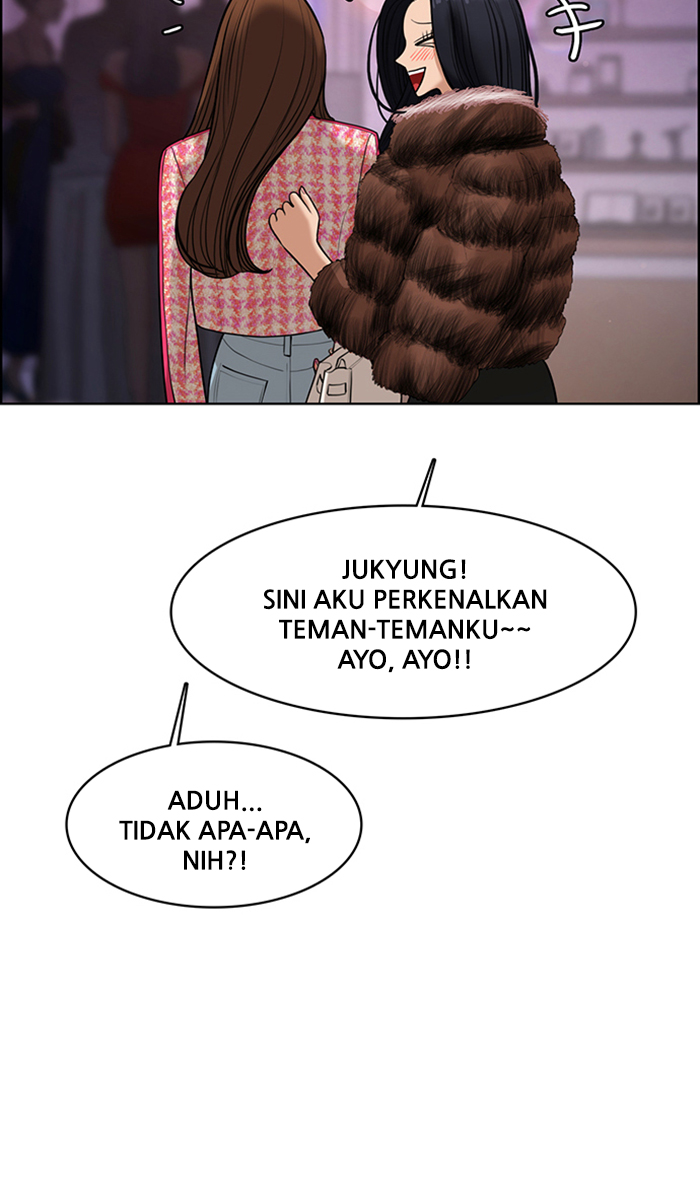 JUKYUNG!
SINI AKU PERKENALKAN
TEMAN-TEMANKU~~
AYO, AYO!!
ADUH...
TIDAK APA-APA,
NIH?!